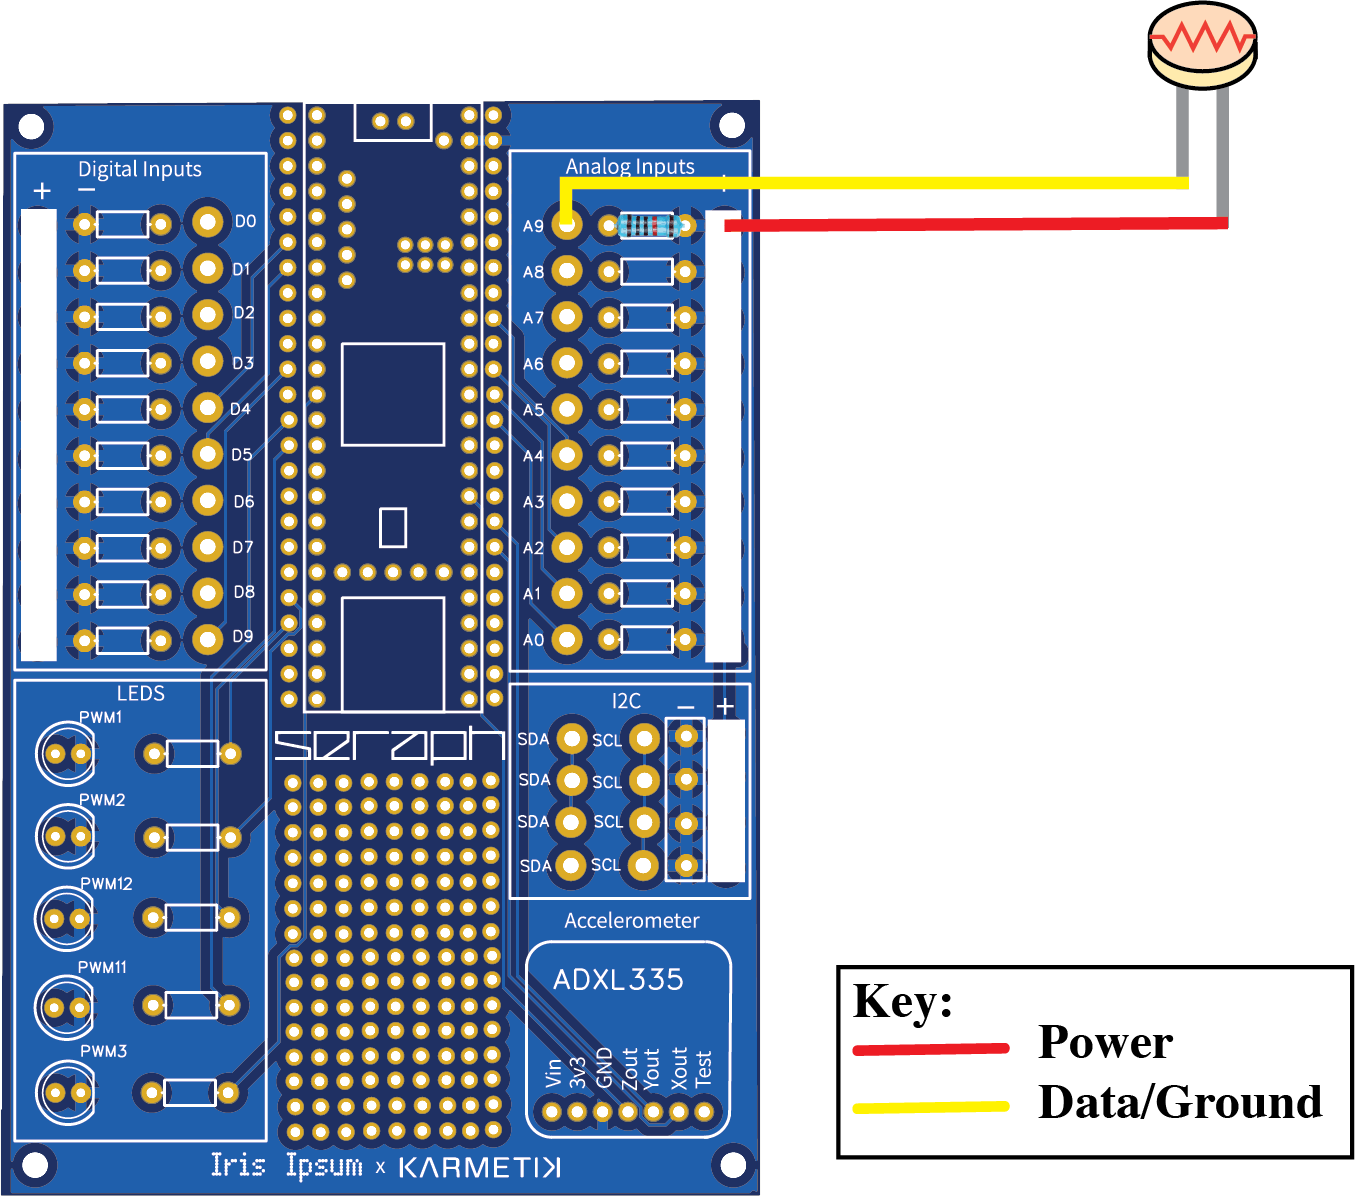 Digital Inputs
+ −
D0
D1
D2
D3
D4
D5
D6
D7
D8
D9
Analog Inputs
A9
A8
A7
A6
A5
A4
A3
A2
A1
A0
LEDS
PWM1
PWM2
PWM12
PWM11
PWM3
seraph
I2C
− +
SDA SCL
SDA SCL
SDA SCL
SDA SCL
Accelerometer
ADXL335
Vin
3v3
GND
Zout
Yout
Xout
Test
Iris Ipsum x KARMETIK
Key:
Power
Data/Ground